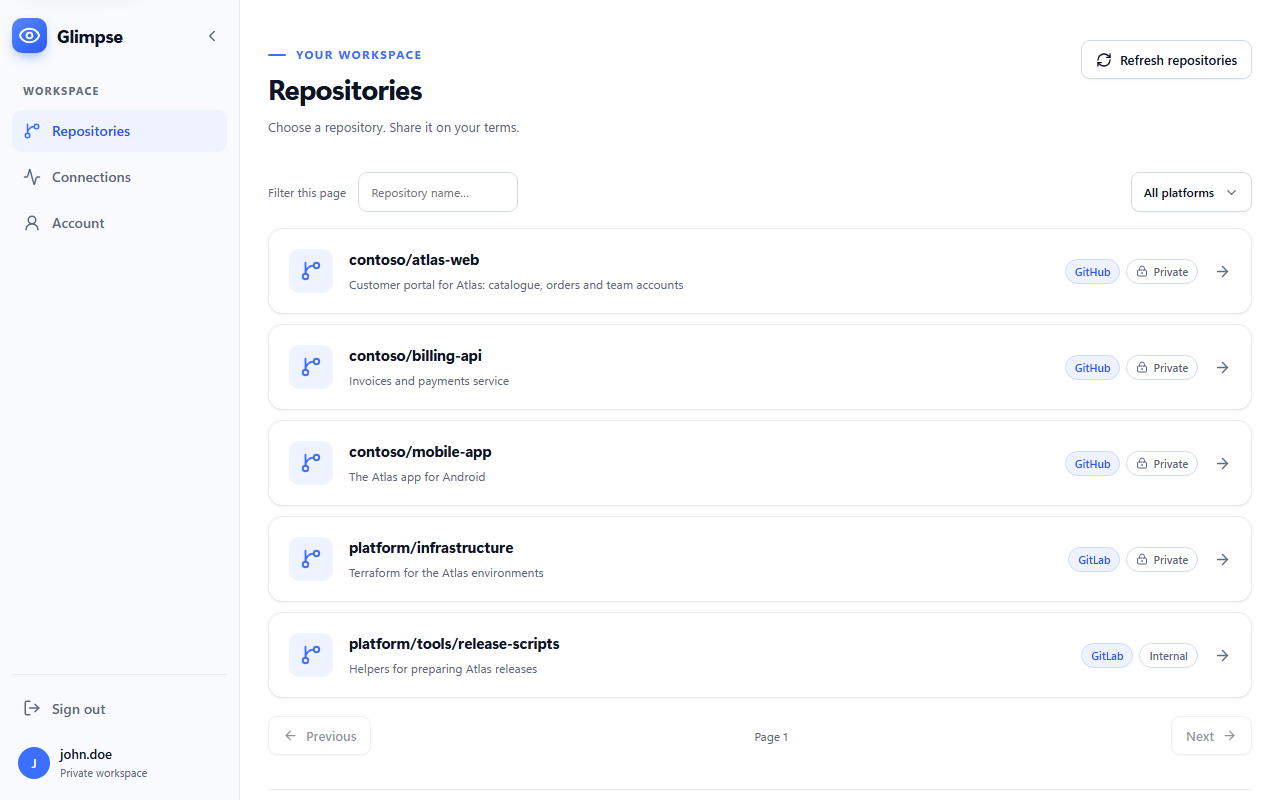 Glimpse
WORKSPACE
Repositories
Connections
Account
Sign out
J
john.doe
Private workspace
YOUR WORKSPACE
Repositories
Choose a repository. Share it on your terms.
Refresh repositories
Filter this page
Repository name...
All platforms
contoso/atlas-web
Customer portal for Atlas: catalogue, orders and team accounts
GitHub
Private
contoso/billing-api
Invoices and payments service
GitHub
Private
contoso/mobile-app
The Atlas app for Android
GitHub
Private
platform/infrastructure
Terraform for the Atlas environments
GitLab
Private
platform/tools/release-scripts
Helpers for preparing Atlas releases
GitLab
Internal
Previous
Page 1
Next